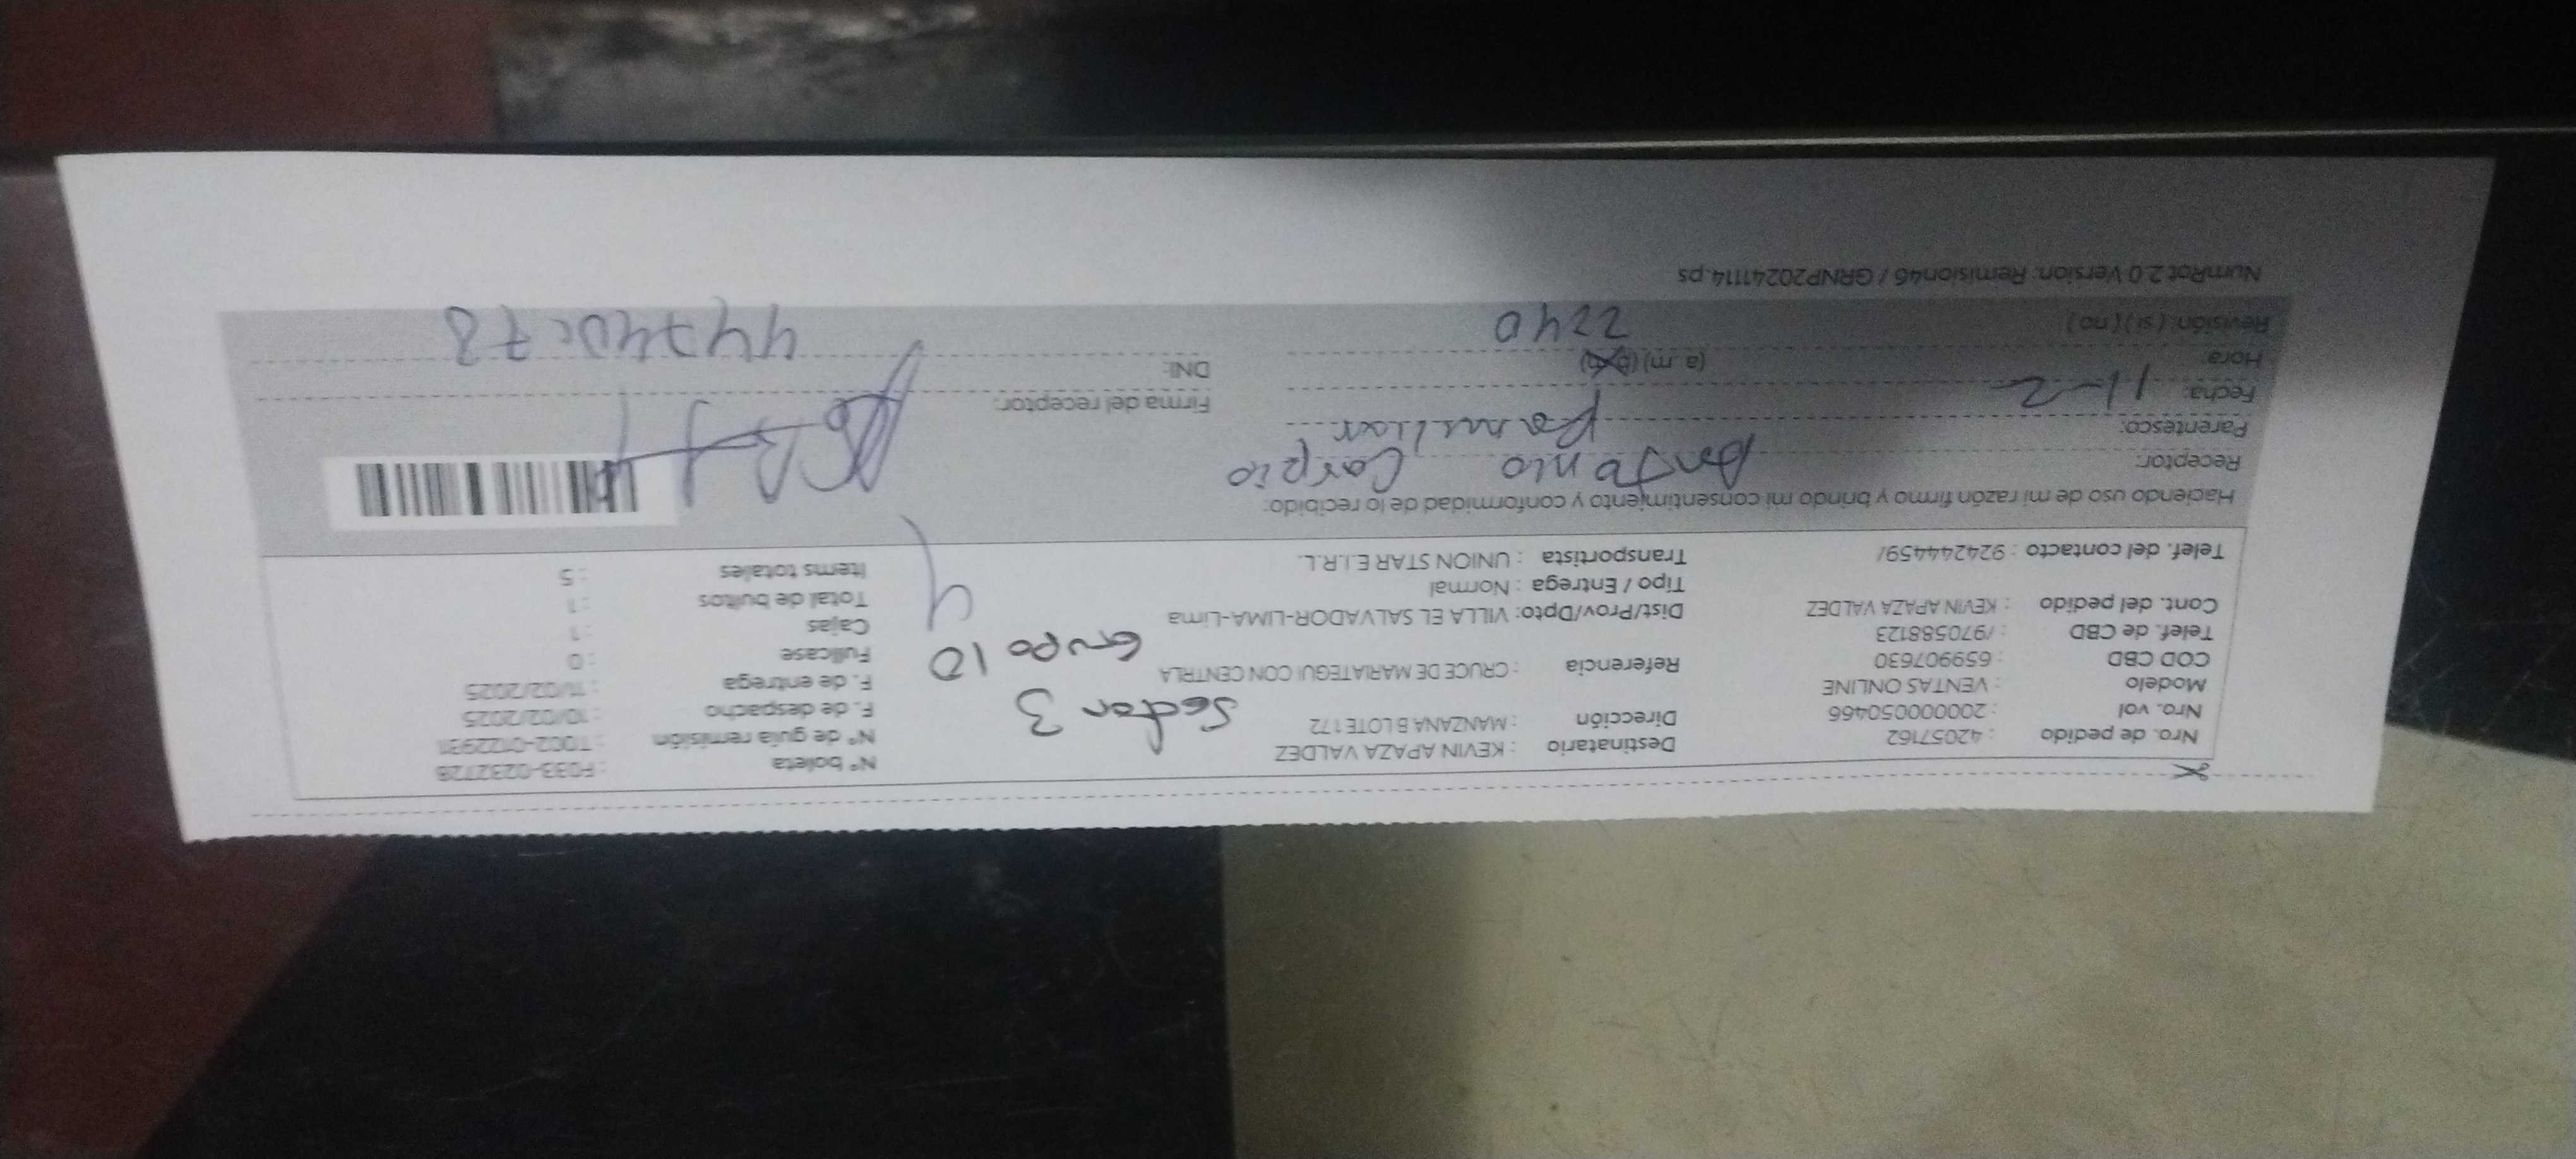 Nro. de pedido : 42057162
Nro. vol : 20000005046​6
Modelo : VENTAS ONLINE
COD CBD : 659907630
Telef. de CBD : /970588123
Cont. del pedido : KEVIN APAZA VALDEZ
Telef. del contacto : 924244459/
Destinatario : KEVIN APAZA VALDEZ
Dirección : MANZANA B LOTE 172
Sector 3
Referencia : CRUCE DE MARIATEGUI CON CENTRLA
Grupo 10
Dist/Prov/Dpto: VILLA EL SALVADOR-LIMA-Lima
Tipo / Entrega : Normal
Transportista : UNION STAR E.I.R.L.
N° boleta : F033-0232728
N° de guía remisión : T002-0122931
F. de despacho : 10/02/2025
F. de entrega : 11/02/2025
Fullcase : 0
Cajas : 1
Total de bultos : 1
Items totales : 5
Haciendo uso de mi razón firmo y brindo mi consentimiento y conformidad de lo recibido:
Receptor: Antonio Carpio
Parentesco: Familiar
Fecha: 11-2
Hora: (a. m)
Revisión: ( si ) ( no ) 2240
Firma del receptor:
DNI:
NumRot 2.0 Version: Remision46 / GRNP20241114.ps